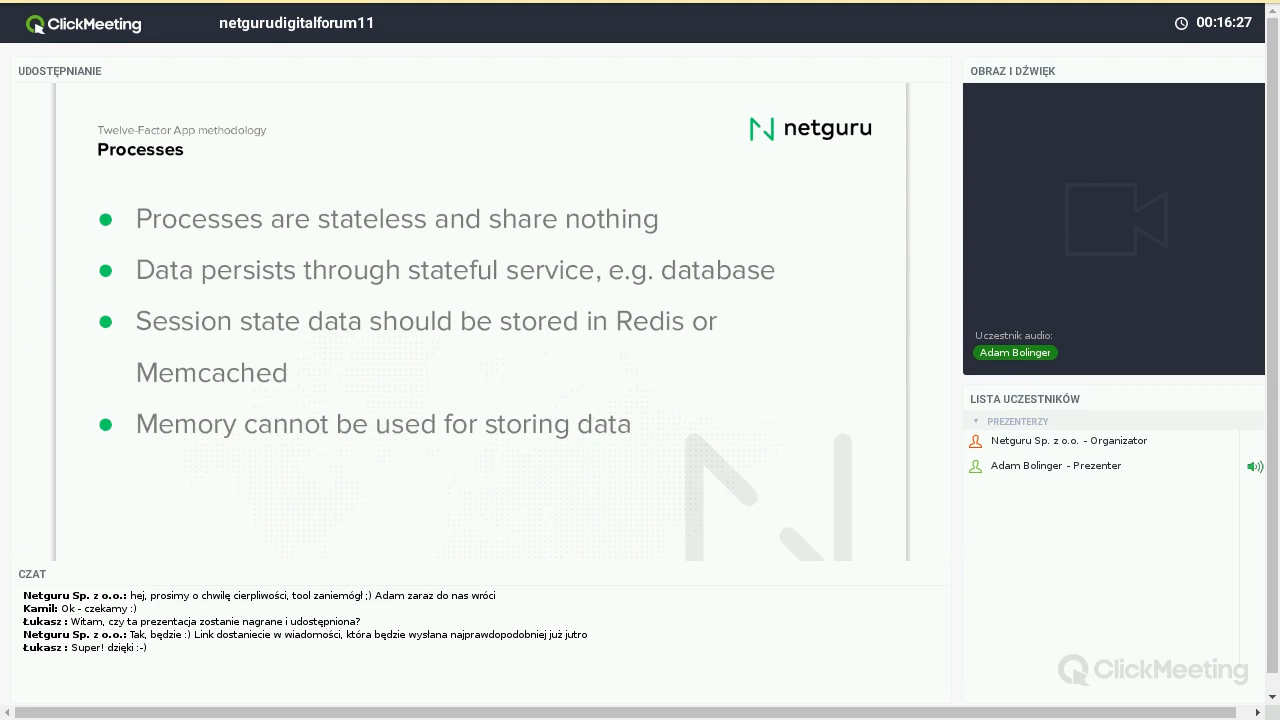 ClickMeeting
netgurudigitalforum11
00:16:27
UDOSTĘPNIANIE
Twelve-Factor App methodology
Processes
netguru
Processes are stateless and share nothing
Data persists through stateful service, e.g. database
Session state data should be stored in Redis or
Memcached
Memory cannot be used for storing data
OBRAZ I DŹWIĘK
Uczestnik audio:
Adam Bolinger
LISTA UCZESTNIKÓW
PREZENTERZY
Netguru Sp. z o.o. - Organizator
Adam Bolinger - Prezenter
CZAT
Netguru Sp. z o.o.: hej, prosimy o chwilę cierpliwości, tool zaniemógł ;) Adam zaraz do nas wróci
Kamil: Ok - czekamy :)
Łukasz : Witam, czy ta prezentacja zostanie nagrane i udostępniona?
Netguru Sp. z o.o.: Tak, będzie :) Link dostaniecie w wiadomości, która będzie wysłana najprawdopodobniej już jutro
Łukasz : Super! dzięki :-)
ClickMeeting